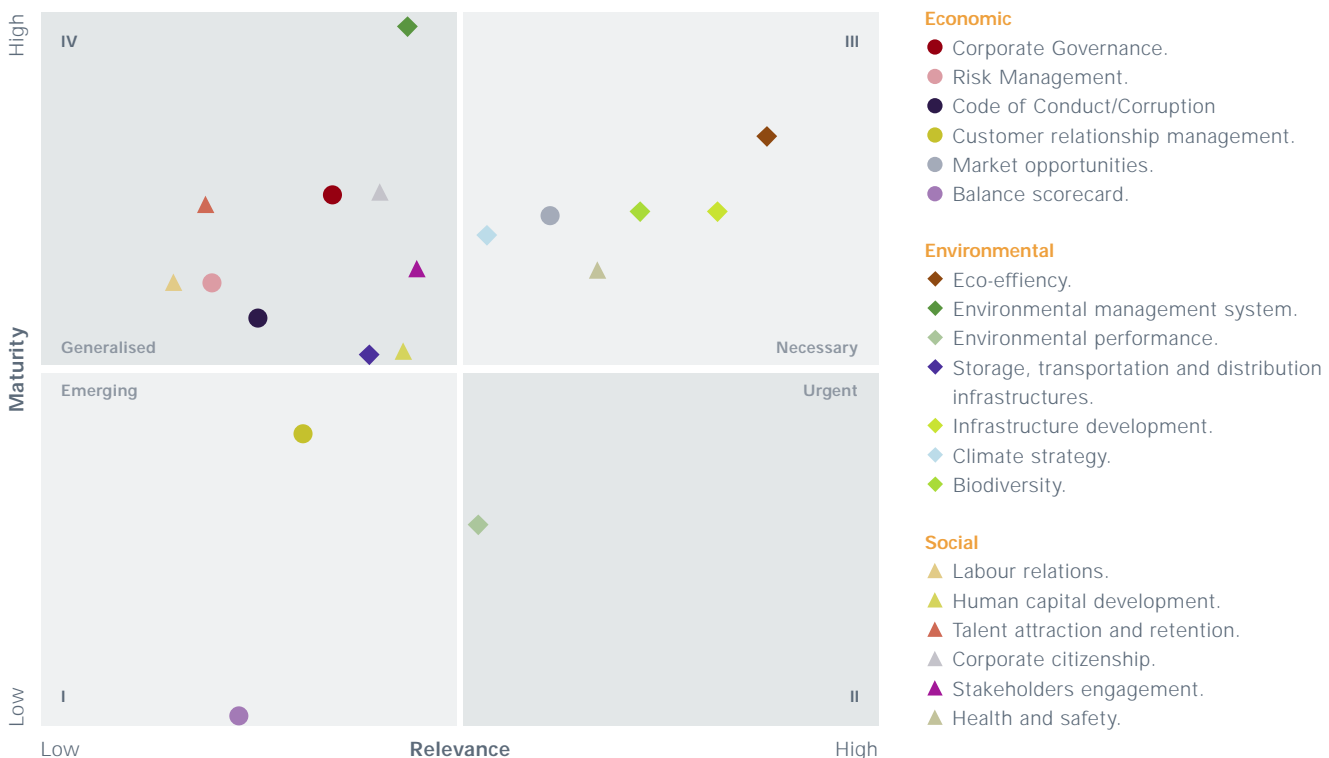 High
IV
III
Generalised
Necessary
Maturity
Emerging
Urgent
I
II
Low
Low
Relevance
High
Economic
Corporate Governance.
Risk Management.
Code of Conduct/Corruption
Customer relationship management.
Market opportunities.
Balance scorecard.
Environmental
Eco-effiency.
Environmental management system.
Environmental performance.
Storage, transportation and distribution
infrastructures.
Infrastructure development.
Climate strategy.
Biodiversity.
Social
Labour relations.
Human capital development.
Talent attraction and retention.
Corporate citizenship.
Stakeholders engagement.
Health and safety.